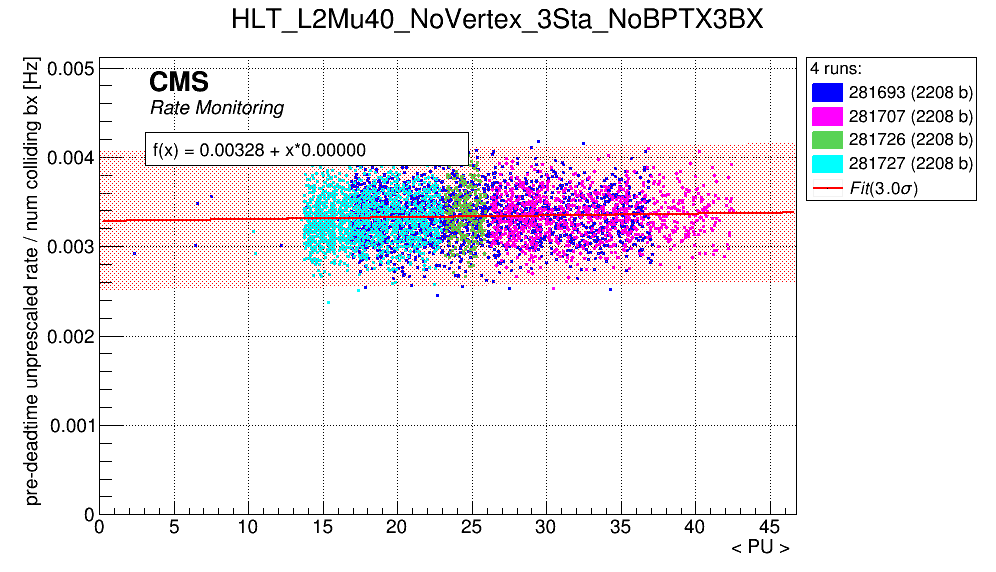 HLT_L2Mu40_NoVertex_3Sta_NoBPTX3BX
pre-deadtime unprescaled rate / num colliding bx [Hz]
0.005
0.004
0.003
0.002
0.001
0
CMS
Rate Monitoring
f(x) = 0.00328 + x*0.00000
4 runs:
281693 (2208 b)
281707 (2208 b)
281726 (2208 b)
281727 (2208 b)
Fit(3.0σ)
0 5 10 15 20 25 30 35 40 45
< PU >